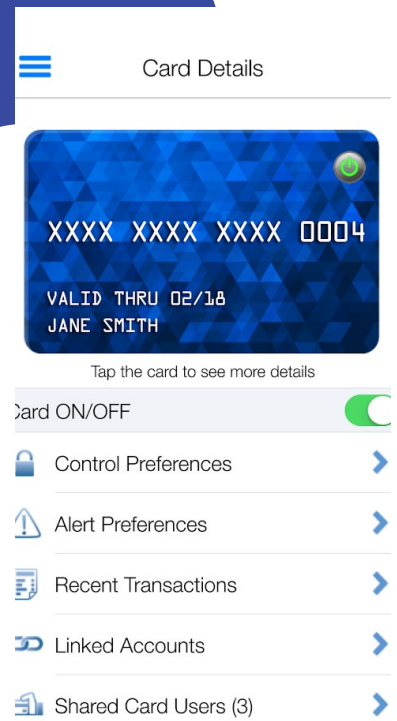 Card Details
XXXX XXXX XXXX 0004
VALID THRU 02/18
JANE SMITH
Tap the card to see more details
Card ON/OFF
Control Preferences
Alert Preferences
Recent Transactions
Linked Accounts
Shared Card Users (3)